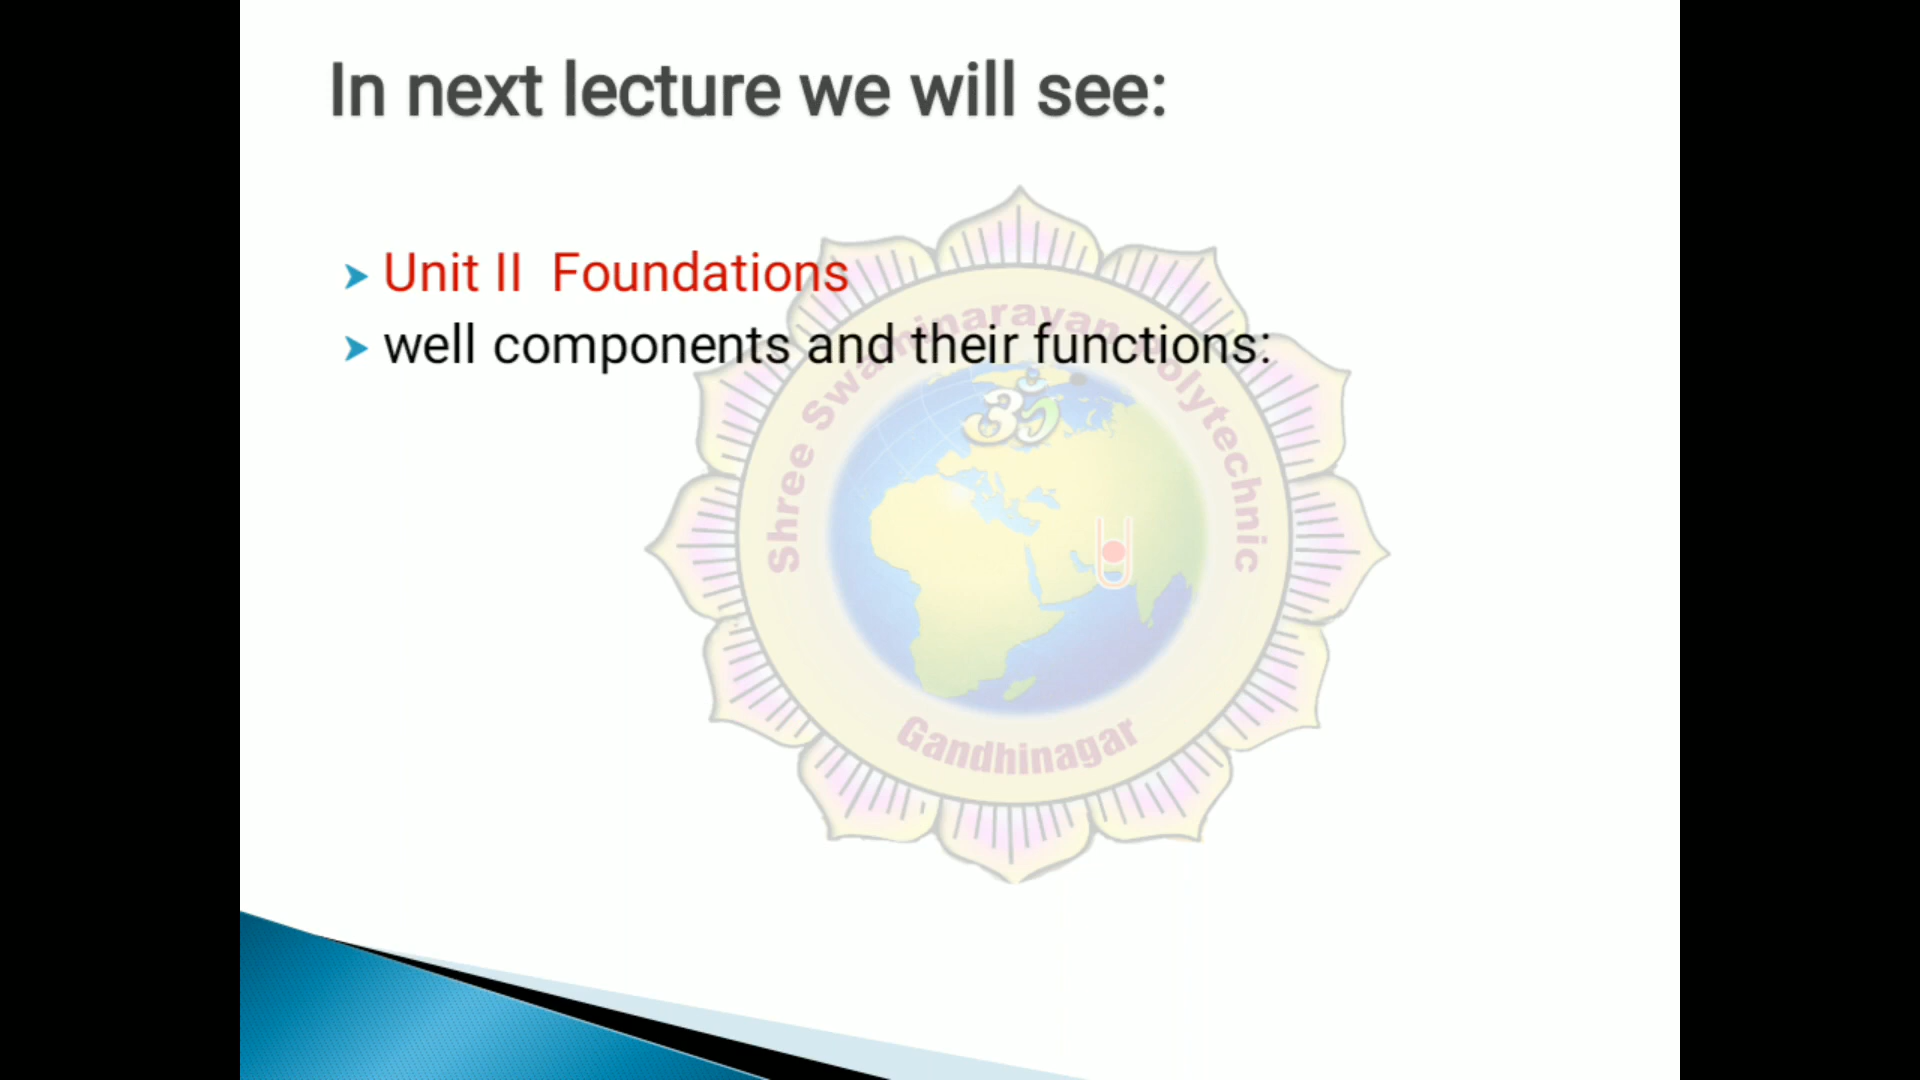 In next lecture we will see:
Unit II Foundations
well components and their functions:
Shree Swaminarayan Polytechnic
ॐ
Gandhinagar